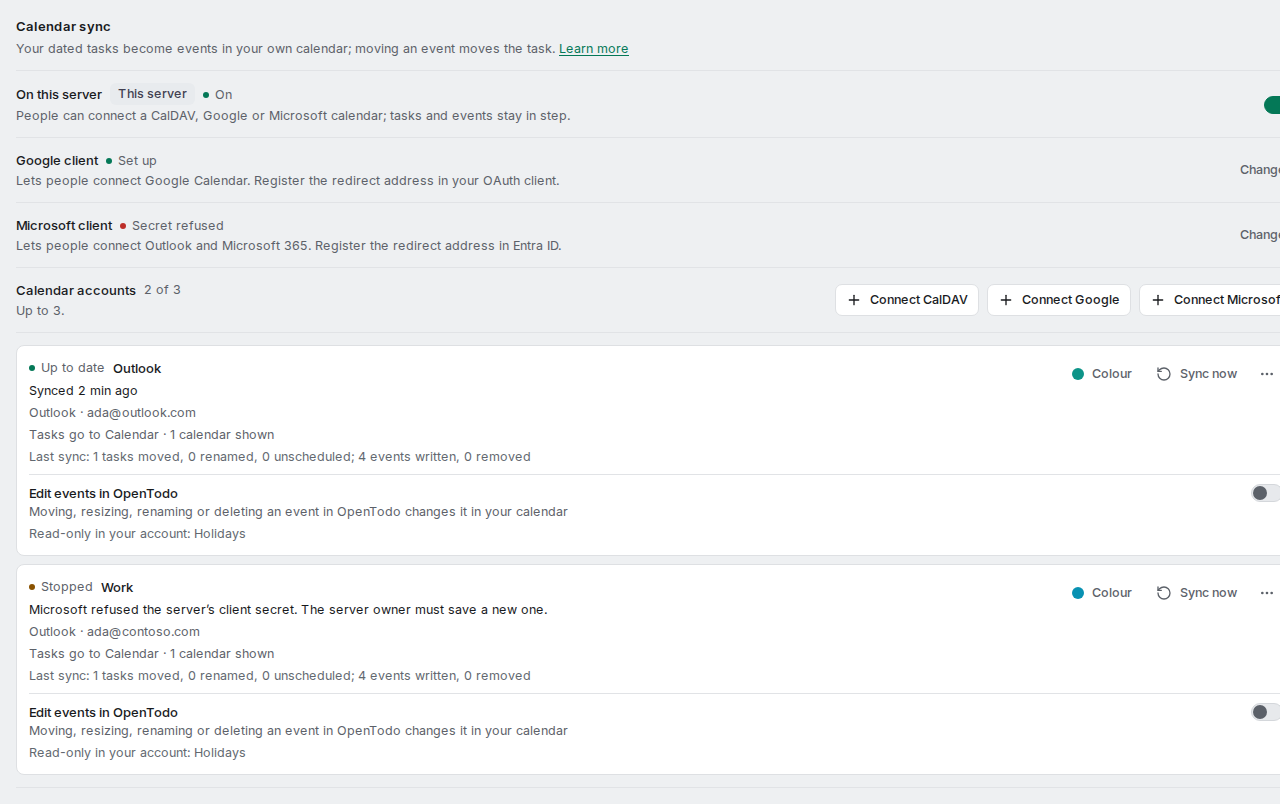 Calendar sync
Your dated tasks become events in your own calendar; moving an event moves the task. Learn more
On this server This server On
People can connect a CalDAV, Google or Microsoft calendar; tasks and events stay in step.
Google client Set up
Lets people connect Google Calendar. Register the redirect address in your OAuth client.
Change
Microsoft client Secret refused
Lets people connect Outlook and Microsoft 365. Register the redirect address in Entra ID.
Change
Calendar accounts 2 of 3
Up to 3.
Connect CalDAV Connect Google Connect Microsof
Up to date Outlook
Colour Sync now
Synced 2 min ago
Outlook · ada@outlook.com
Tasks go to Calendar · 1 calendar shown
Last sync: 1 tasks moved, 0 renamed, 0 unscheduled; 4 events written, 0 removed
Edit events in OpenTodo
Moving, resizing, renaming or deleting an event in OpenTodo changes it in your calendar
Read-only in your account: Holidays
Stopped Work
Colour Sync now
Microsoft refused the server’s client secret. The server owner must save a new one.
Outlook · ada@contoso.com
Tasks go to Calendar · 1 calendar shown
Last sync: 1 tasks moved, 0 renamed, 0 unscheduled; 4 events written, 0 removed
Edit events in OpenTodo
Moving, resizing, renaming or deleting an event in OpenTodo changes it in your calendar
Read-only in your account: Holidays